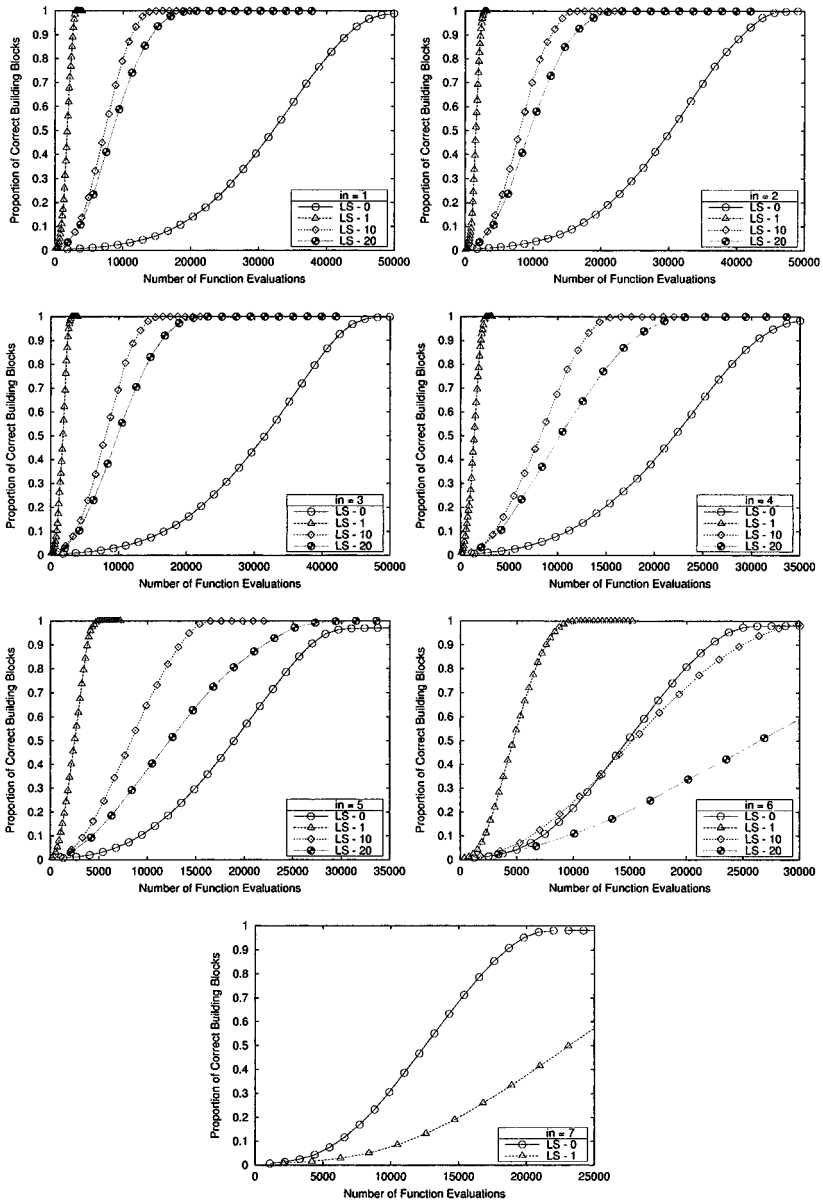 Proportion of Correct Building Blocks
1
0.9
0.8
0.7
0.6
0.5
0.4
0.3
0.2
0.1
0
0 10000 20000 30000 40000 50000
Number of Function Evaluations
in = 1
LS - 0
LS - 1
LS - 10
LS - 20
Proportion of Correct Building Blocks
1
0.9
0.8
0.7
0.6
0.5
0.4
0.3
0.2
0.1
0
0 10000 20000 30000 40000 50000
Number of Function Evaluations
in = 2
LS - 0
LS - 1
LS - 10
LS - 20
Proportion of Correct Building Blocks
1
0.9
0.8
0.7
0.6
0.5
0.4
0.3
0.2
0.1
0
0 10000 20000 30000 40000 50000
Number of Function Evaluations
in = 3
LS - 0
LS - 1
LS - 10
LS - 20
Proportion of Correct Building Blocks
1
0.9
0.8
0.7
0.6
0.5
0.4
0.3
0.2
0.1
0
0 5000 10000 15000 20000 25000 30000 35000
Number of Function Evaluations
in = 4
LS - 0
LS - 1
LS - 10
LS - 20
Proportion of Correct Building Blocks
1
0.9
0.8
0.7
0.6
0.5
0.4
0.3
0.2
0.1
0
0 5000 10000 15000 20000 25000 30000 35000
Number of Function Evaluations
in = 5
LS - 0
LS - 1
LS - 10
LS - 20
Proportion of Correct Building Blocks
1
0.9
0.8
0.7
0.6
0.5
0.4
0.3
0.2
0.1
0
0 5000 10000 15000 20000 25000 30000
Number of Function Evaluations
in = 6
LS - 0
LS - 1
LS - 10
LS - 20
Proportion of Correct Building Blocks
1
0.9
0.8
0.7
0.6
0.5
0.4
0.3
0.2
0.1
0
0 5000 10000 15000 20000 25000
Number of Function Evaluations
in = 7
LS - 0
LS - 1